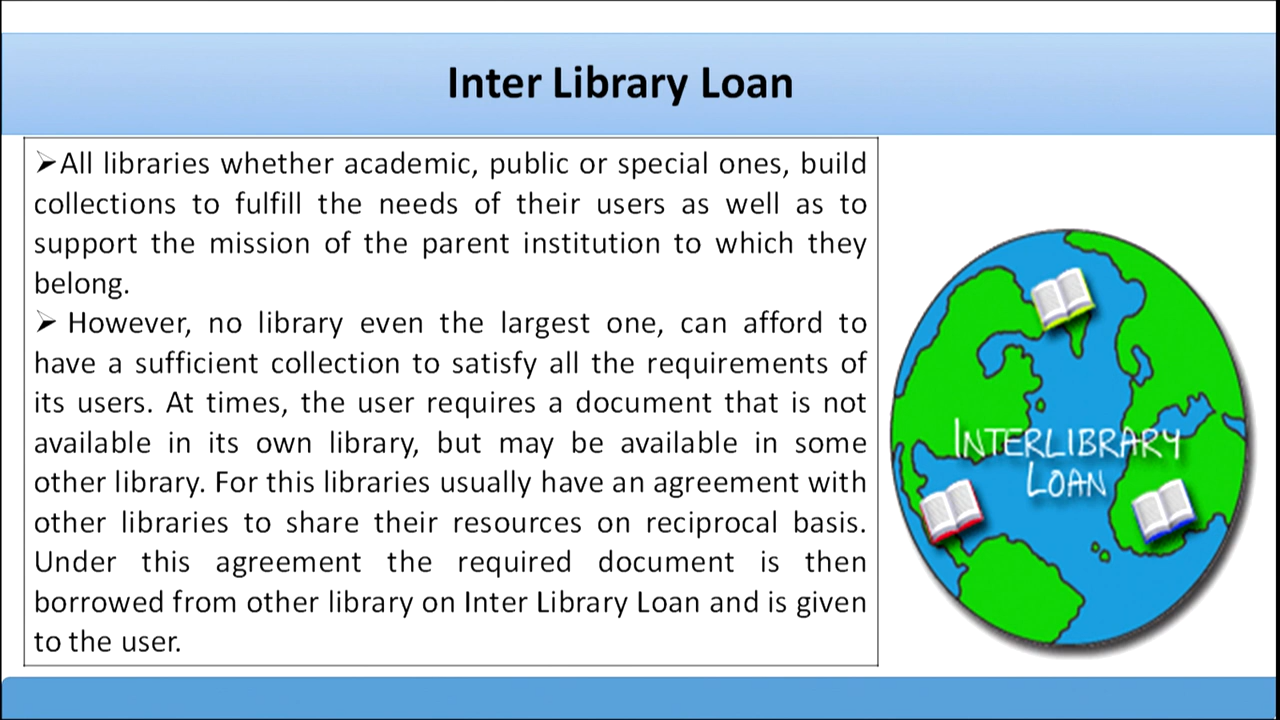 Inter Library Loan
➢All libraries whether academic, public or special ones, build
collections to fulfill the needs of their users as well as to
support the mission of the parent institution to which they
belong.
➢ However, no library even the largest one, can afford to
have a sufficient collection to satisfy all the requirements of
its users. At times, the user requires a document that is not
available in its own library, but may be available in some
other library. For this libraries usually have an agreement with
other libraries to share their resources on reciprocal basis.
Under this agreement the required document is then
borrowed from other library on Inter Library Loan and is given
to the user.
INTERLIBRARY
LOAN